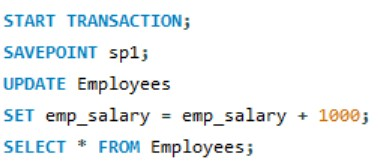 START TRANSACTION;
SAVEPOINT sp1;
UPDATE Employees
SET emp_salary = emp_salary + 1000;
SELECT * FROM Employees;